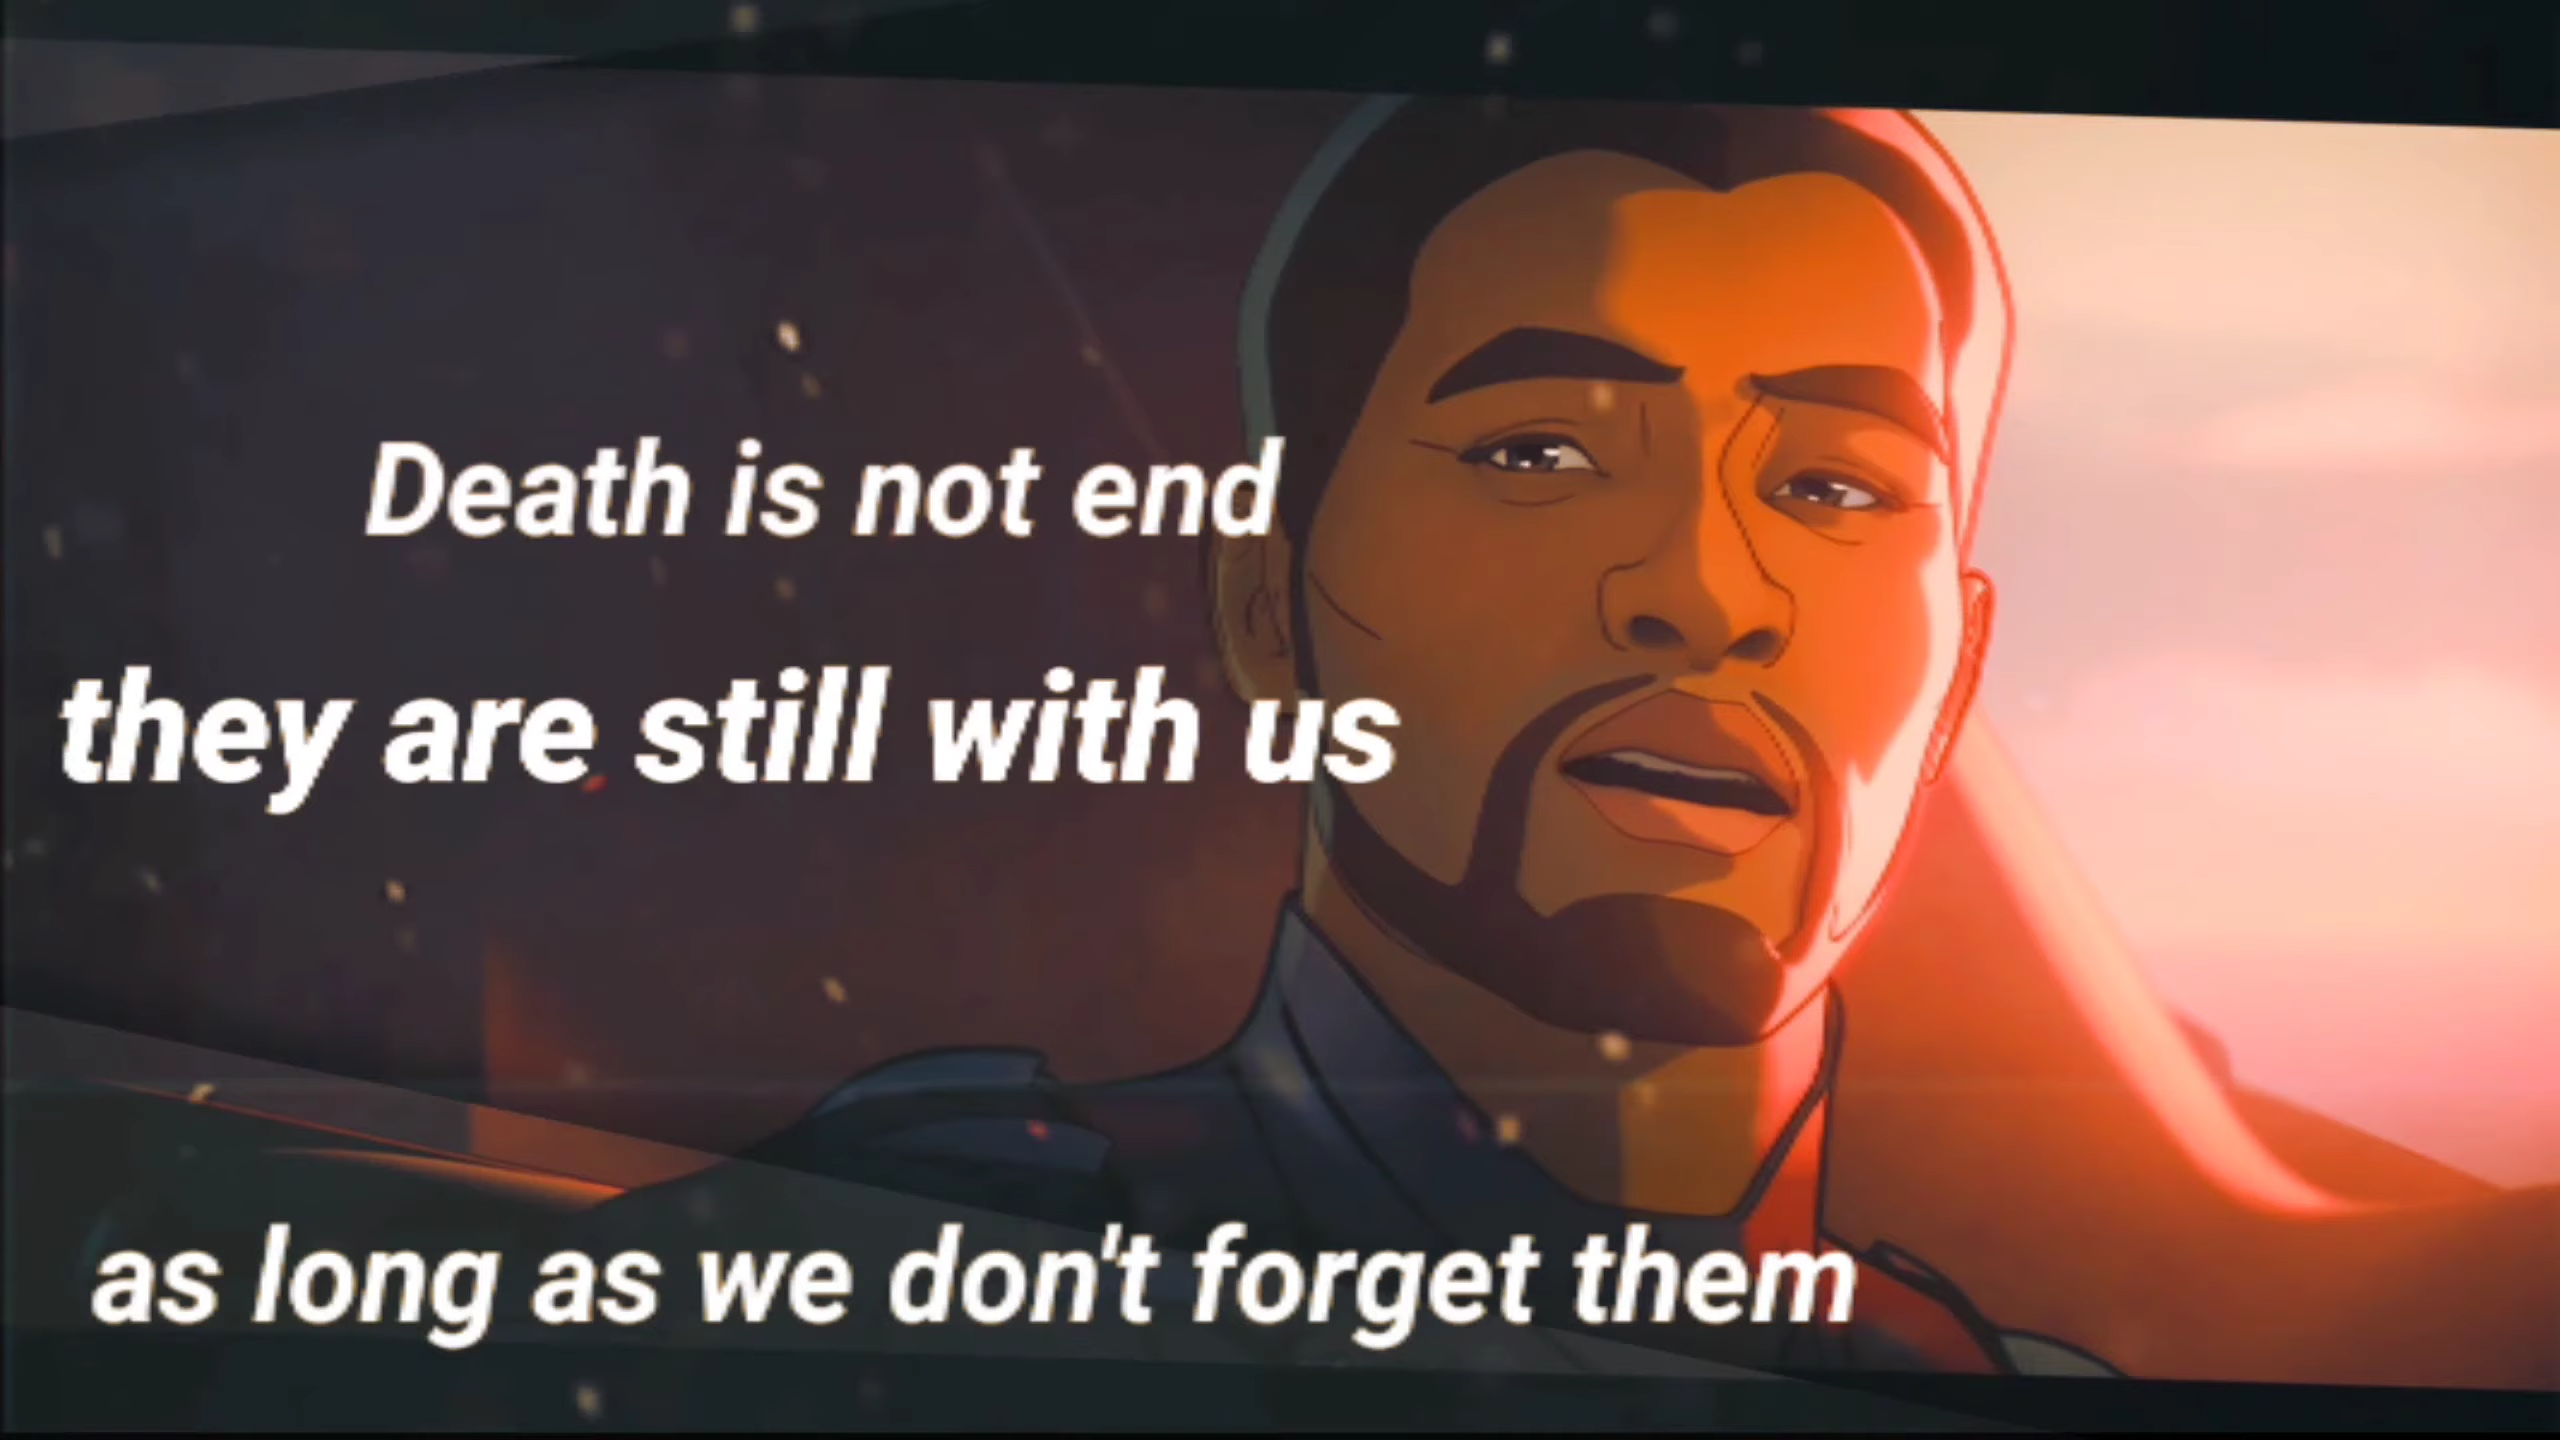 Death is not end
they are still with us
as long as we don't forget them